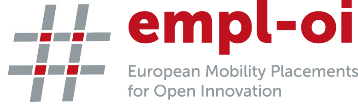 empl-oi
European Mobility Placements
for Open Innovation